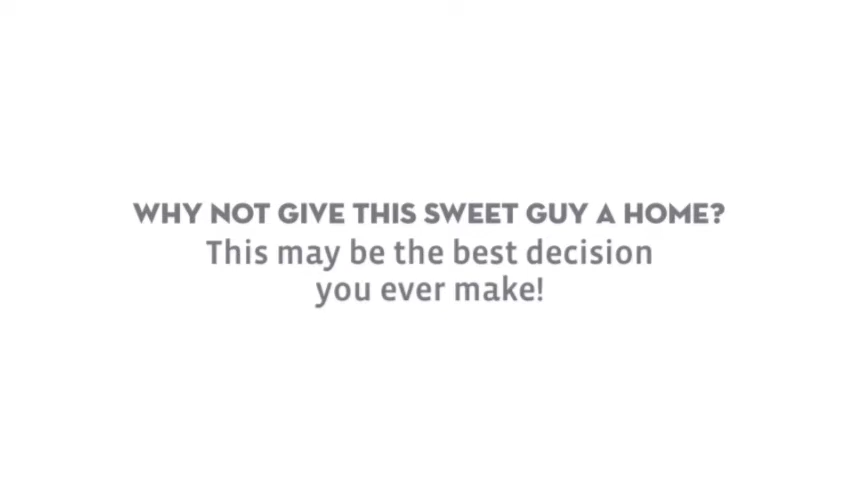 WHY NOT GIVE THIS SWEET GUY A HOME?
This may be the best decision
you ever make!